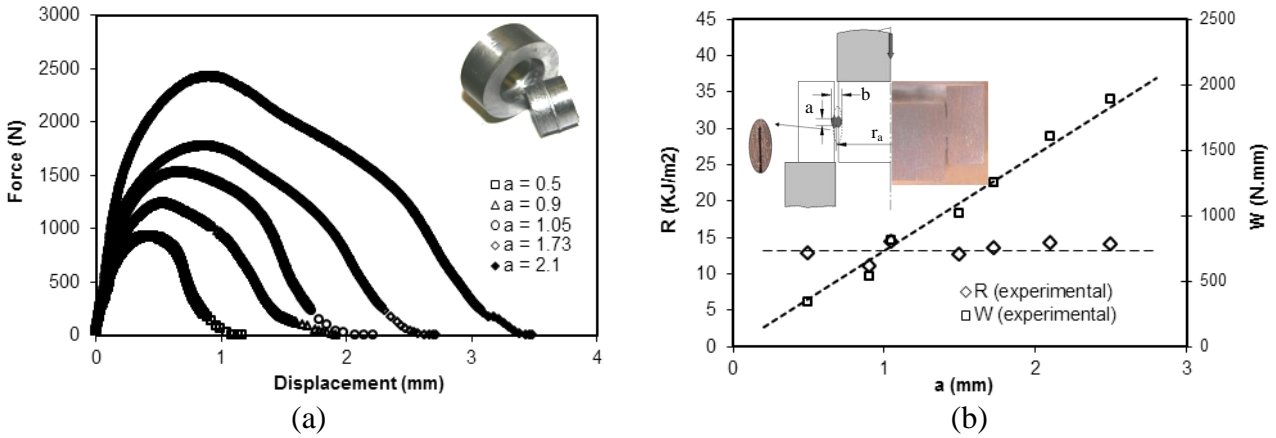 3000
2500
2000
1500
1000
500
0
Force (N)
0 1 2 3 4
Displacement (mm)
a = 0.5
a = 0.9
a = 1.05
a = 1.73
a = 2.1
(a)
45
40
35
30
25
20
15
10
5
0
R (KJ/m2)
a
b
ra
R (experimental)
W (experimental)
2500
2000
1500
1000
500
0
W (N.mm)
0 1 2 3
a (mm)
(b)